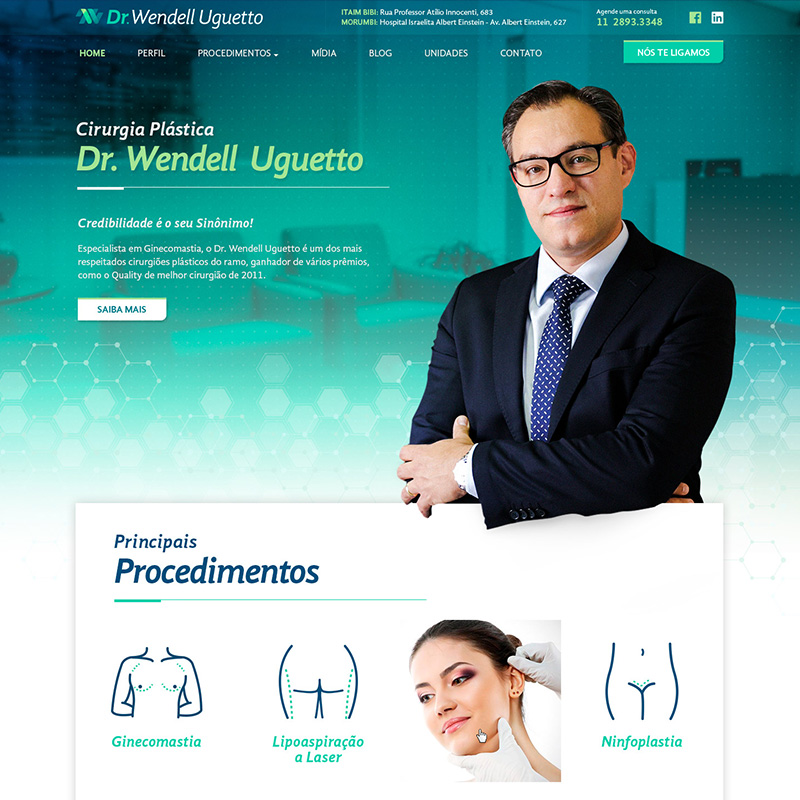 Dr. Wendell Uguetto
ITAIM BIBI: Rua Professor Atílio Innocenti, 683
MORUMBI: Hospital Israelita Albert Einstein - Av. Albert Einstein, 627
Agende uma consulta
11 2893.3348
HOME PERFIL PROCEDIMENTOS MÍDIA BLOG UNIDADES CONTATO NÓS TE LIGAMOS
Cirurgia Plástica
Dr. Wendell Uguetto
Credibilidade é o seu Sinônimo!
Especialista em Ginecomastia, o Dr. Wendell Uguetto é um dos mais
respeitados cirurgiões plásticos do ramo, ganhador de vários prêmios,
como o Quality de melhor cirurgião de 2011.
SAIBA MAIS
Principais
Procedimentos
Ginecomastia
Lipoaspiração
a Laser
Ninfoplastia